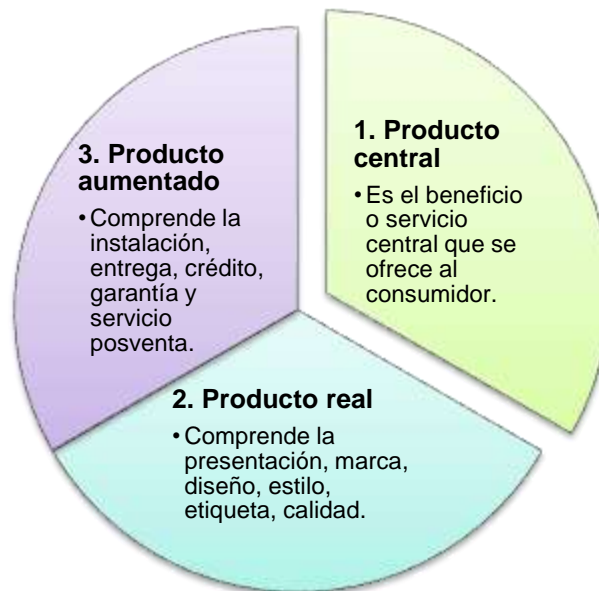 1. Producto
central
• Es el beneficio
o servicio
central que se
ofrece al
consumidor.
2. Producto real
• Comprende la
presentación, marca,
diseño, estilo,
etiqueta, calidad.
3. Producto
aumentado
• Comprende la
instalación,
entrega, crédito,
garantía y
servicio
posventa.